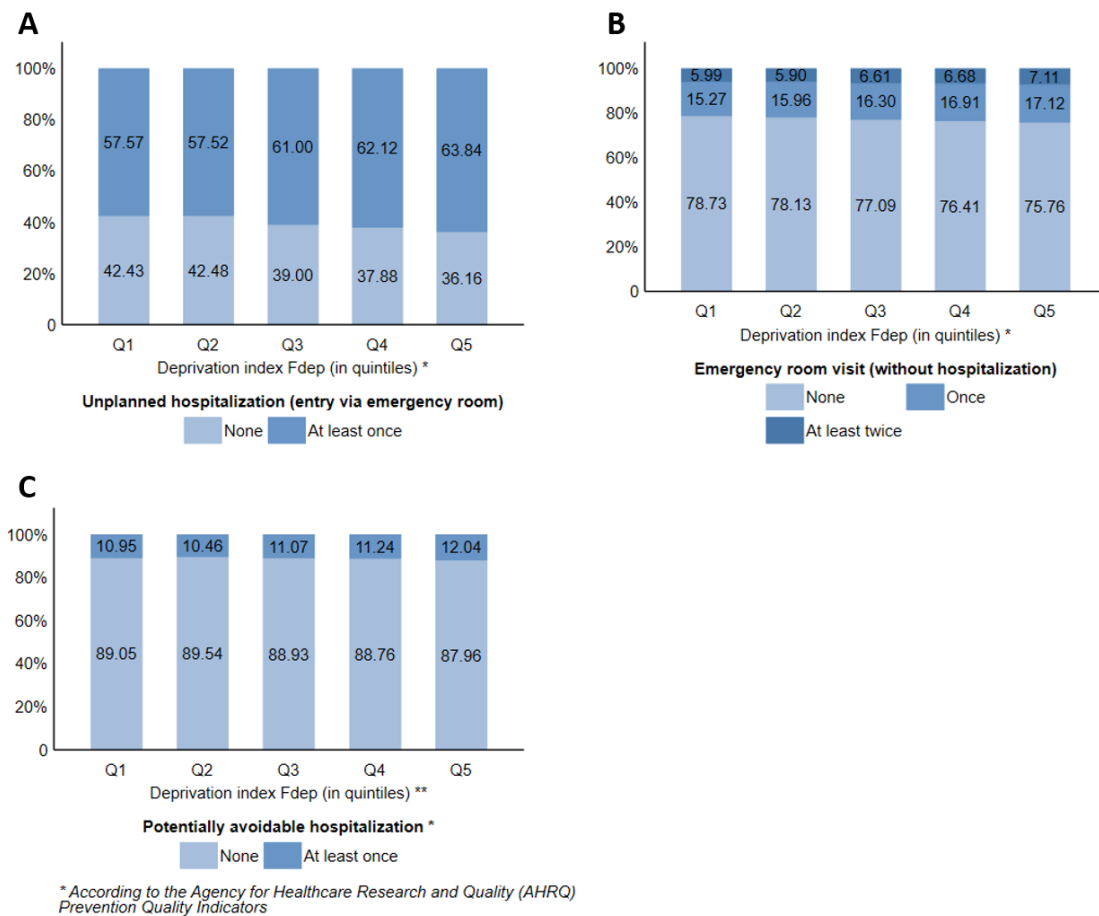 A
100%
80%
60%
40%
20%
0
57.57 57.52 61.00 62.12 63.84
42.43 42.48 39.00 37.88 36.16
Q1 Q2 Q3 Q4 Q5
Deprivation index Fdep (in quintiles) *
Unplanned hospitalization (entry via emergency room)
None At least once
B
100%
80%
60%
40%
20%
0
5.99 5.90 6.61 6.68 7.11
15.27 15.96 16.30 16.91 17.12
78.73 78.13 77.09 76.41 75.76
Q1 Q2 Q3 Q4 Q5
Deprivation index Fdep (in quintiles) *
Emergency room visit (without hospitalization)
None Once
At least twice
C
100%
80%
60%
40%
20%
0
10.95 10.46 11.07 11.24 12.04
89.05 89.54 88.93 88.76 87.96
Q1 Q2 Q3 Q4 Q5
Deprivation index Fdep (in quintiles) **
Potentially avoidable hospitalization *
None At least once
* According to the Agency for Healthcare Research and Quality (AHRQ)
Prevention Quality Indicators